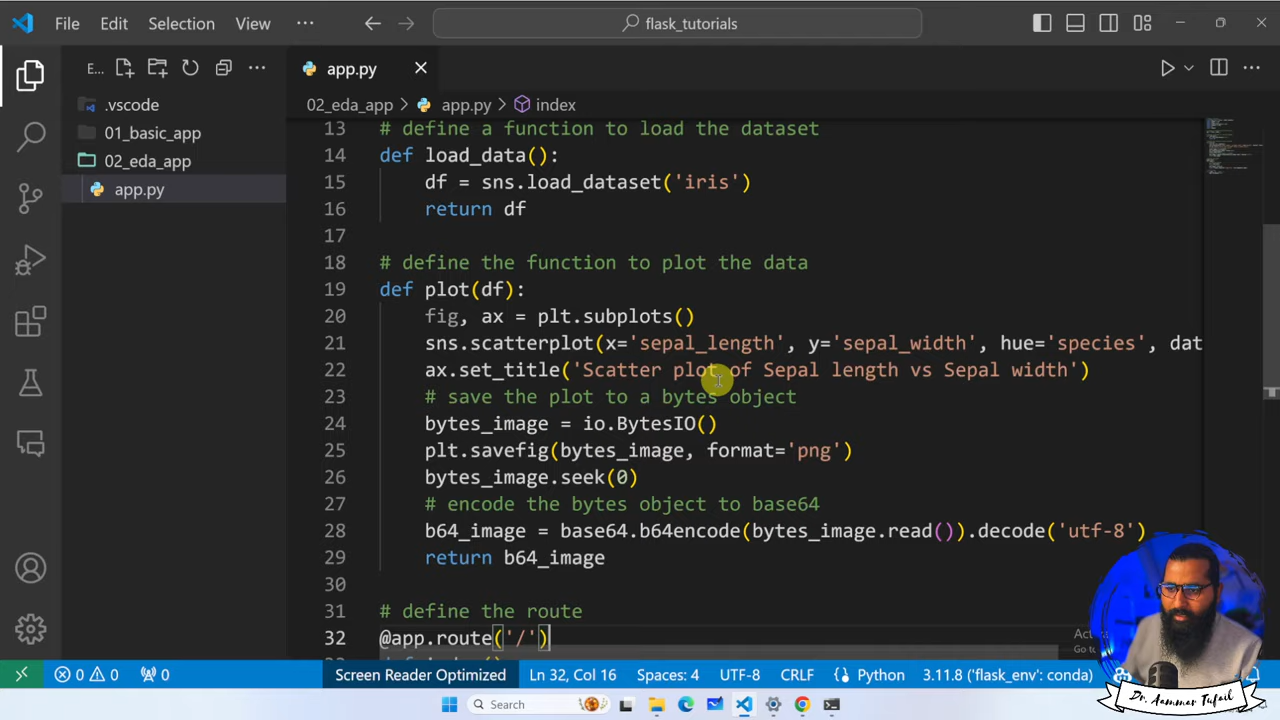 File Edit Selection View ··· flask_tutorials
E... app.py
.vscode
01_basic_app
02_eda_app
app.py
02_eda_app > app.py > index
13 # define a function to load the dataset
14 def load_data():
15 df = sns.load_dataset('iris')
16 return df
17
18 # define the function to plot the data
19 def plot(df):
20 fig, ax = plt.subplots()
21 sns.scatterplot(x='sepal_length', y='sepal_width', hue='species', dat
22 ax.set_title('Scatter plot of Sepal length vs Sepal width')
23 # save the plot to a bytes object
24 bytes_image = io.BytesIO()
25 plt.savefig(bytes_image, format='png')
26 bytes_image.seek(0)
27 # encode the bytes object to base64
28 b64_image = base64.b64encode(bytes_image.read()).decode('utf-8')
29 return b64_image
30
31 # define the route
32 @app.route('/')
0 0 0 Screen Reader Optimized Ln 32, Col 16 Spaces: 4 UTF-8 CRLF Python 3.11.8 ('flask_env': conda)
Search
Dr. Aammar Tufail